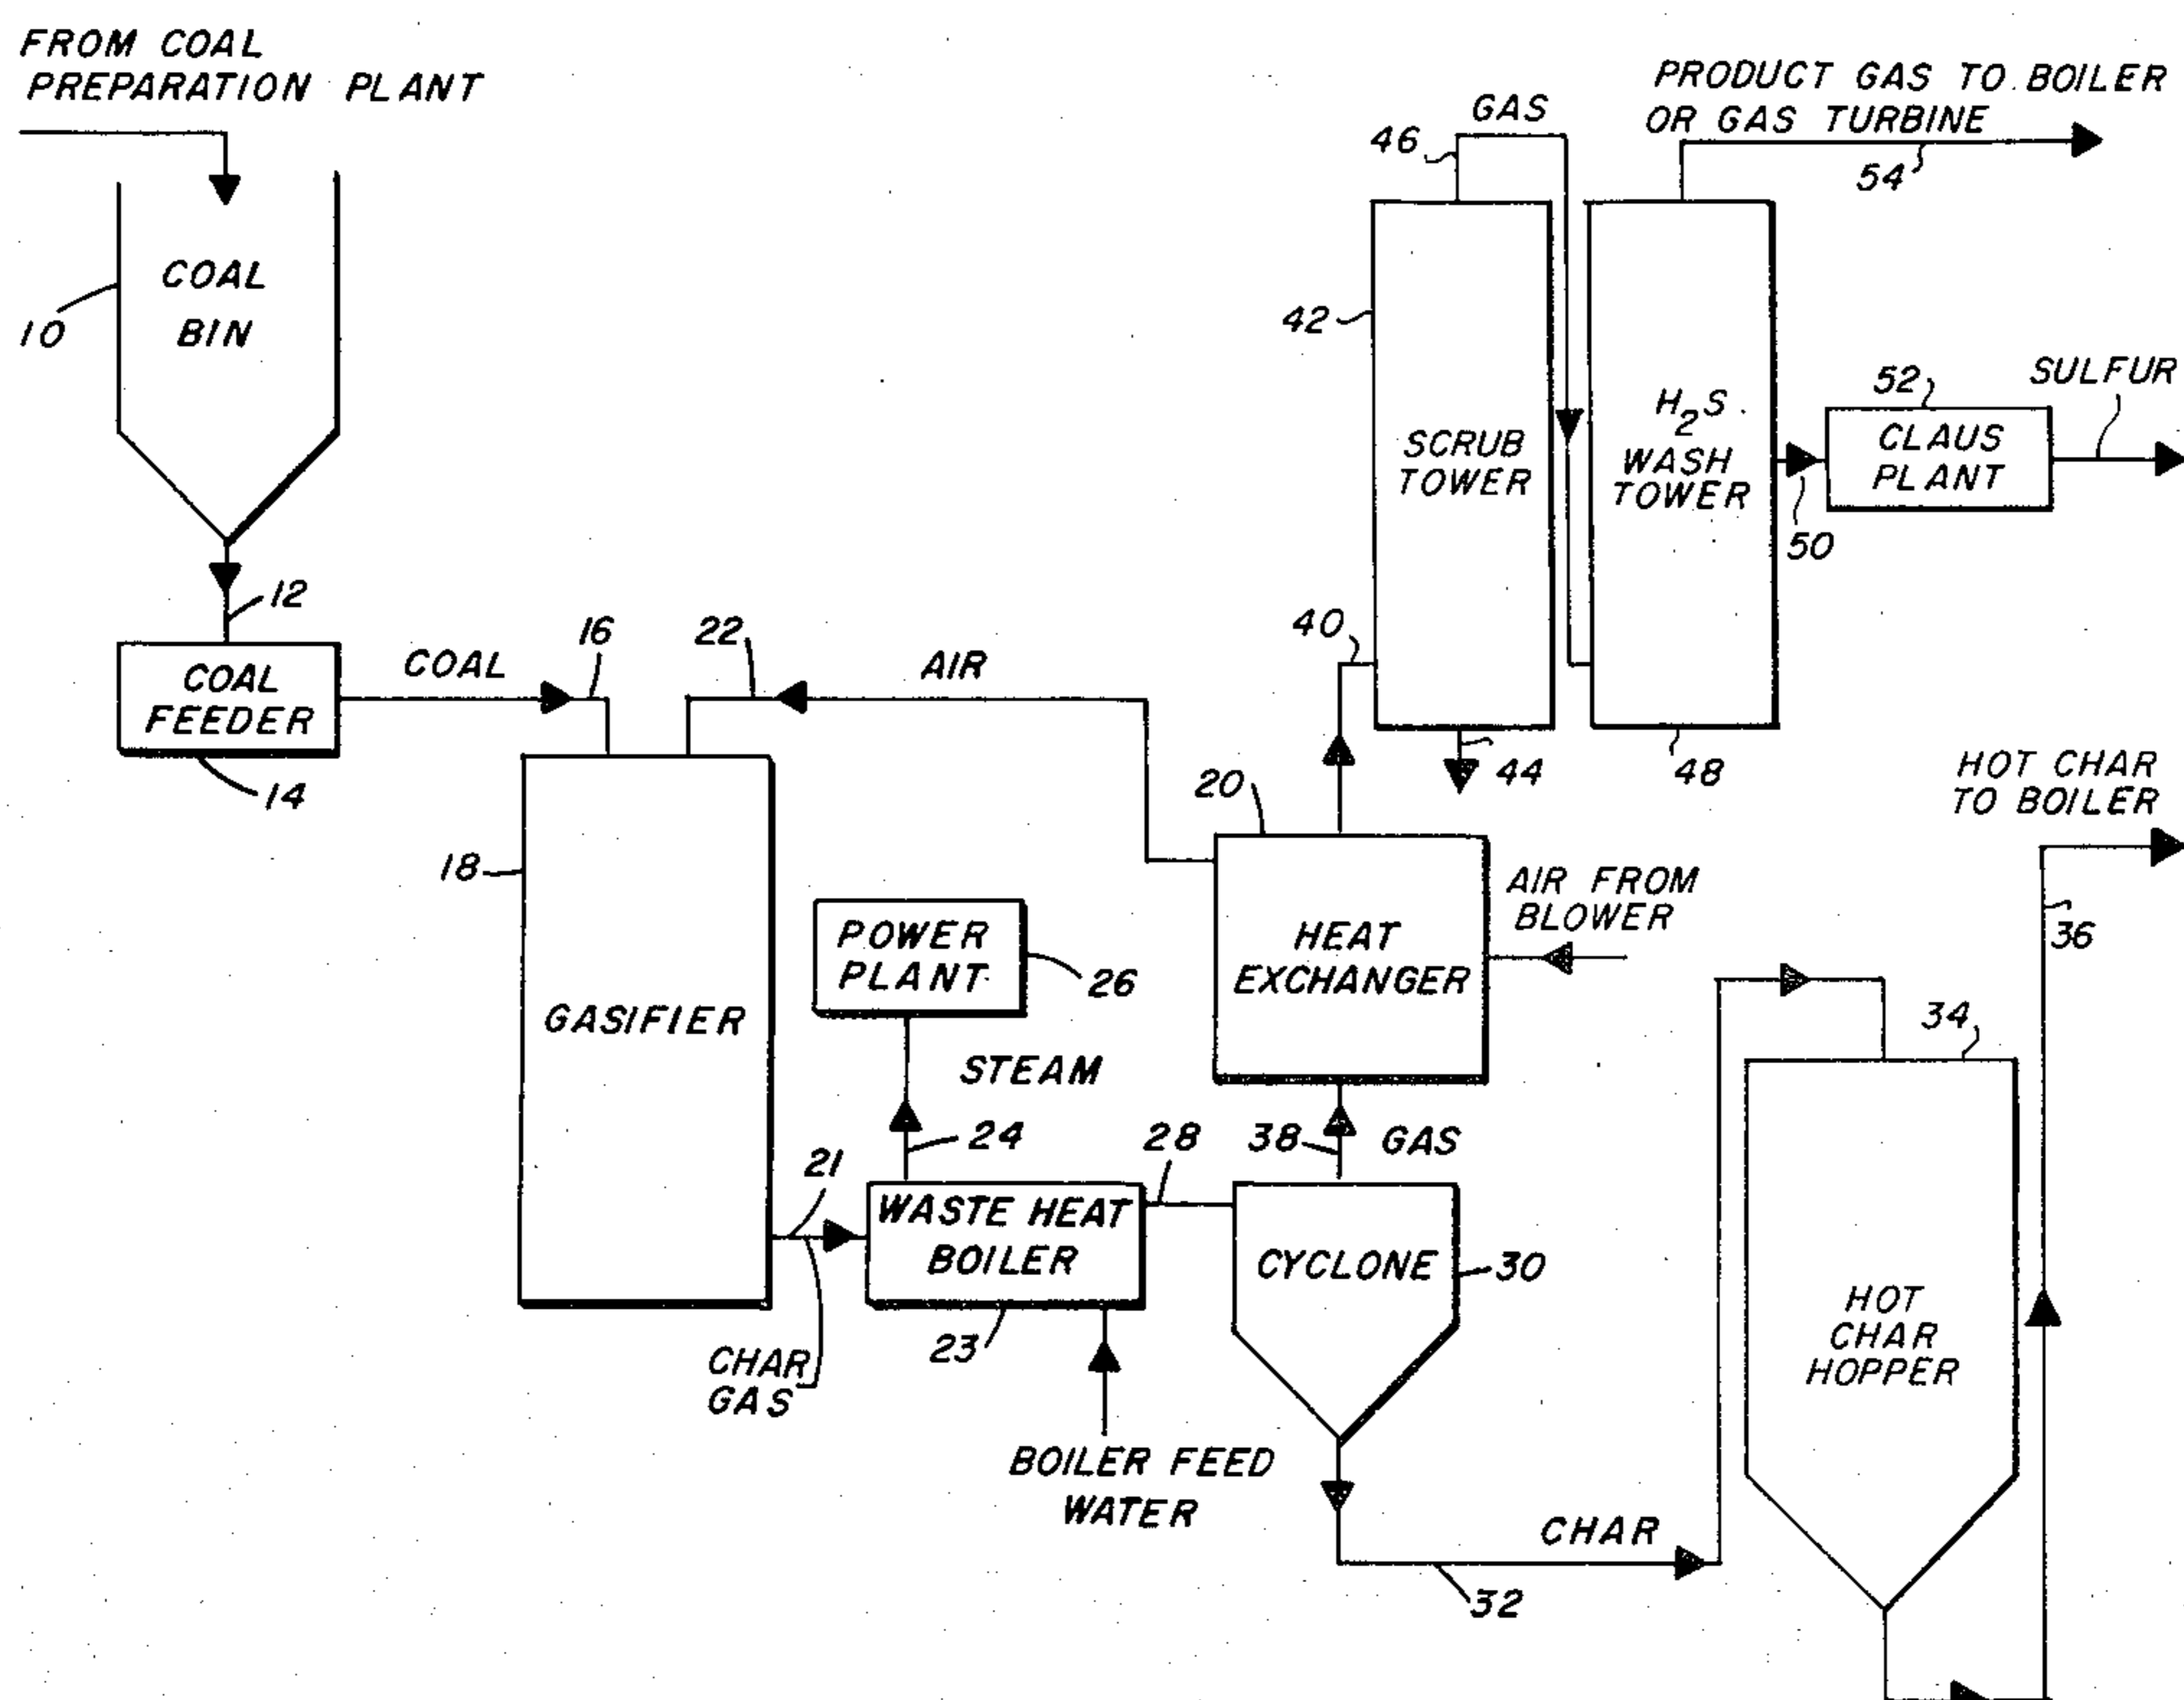 FROM COAL
PREPARATION PLANT
COAL
BIN
10
12
COAL
FEEDER
14
COAL
16
22
AIR
18
GASIFIER
POWER
PLANT
26
STEAM
24
21
CHAR
GAS
WASTE HEAT
BOILER
23
28
BOILER FEED
WATER
CYCLONE
30
38
GAS
20
HEAT
EXCHANGER
AIR FROM
BLOWER
40
42
SCRUB
TOWER
44
46
GAS
H2S
WASH
TOWER
48
50
52
CLAUS
PLANT
SULFUR
PRODUCT GAS TO BOILER
OR GAS TURBINE
54
CHAR
32
34
HOT
CHAR
HOPPER
36
HOT CHAR
TO BOILER